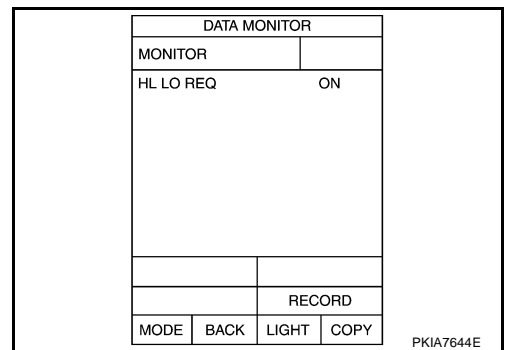 DATA MONITOR
MONITOR
HL LO REQ ON
RECORD
MODE BACK LIGHT COPY
PKIA7644E